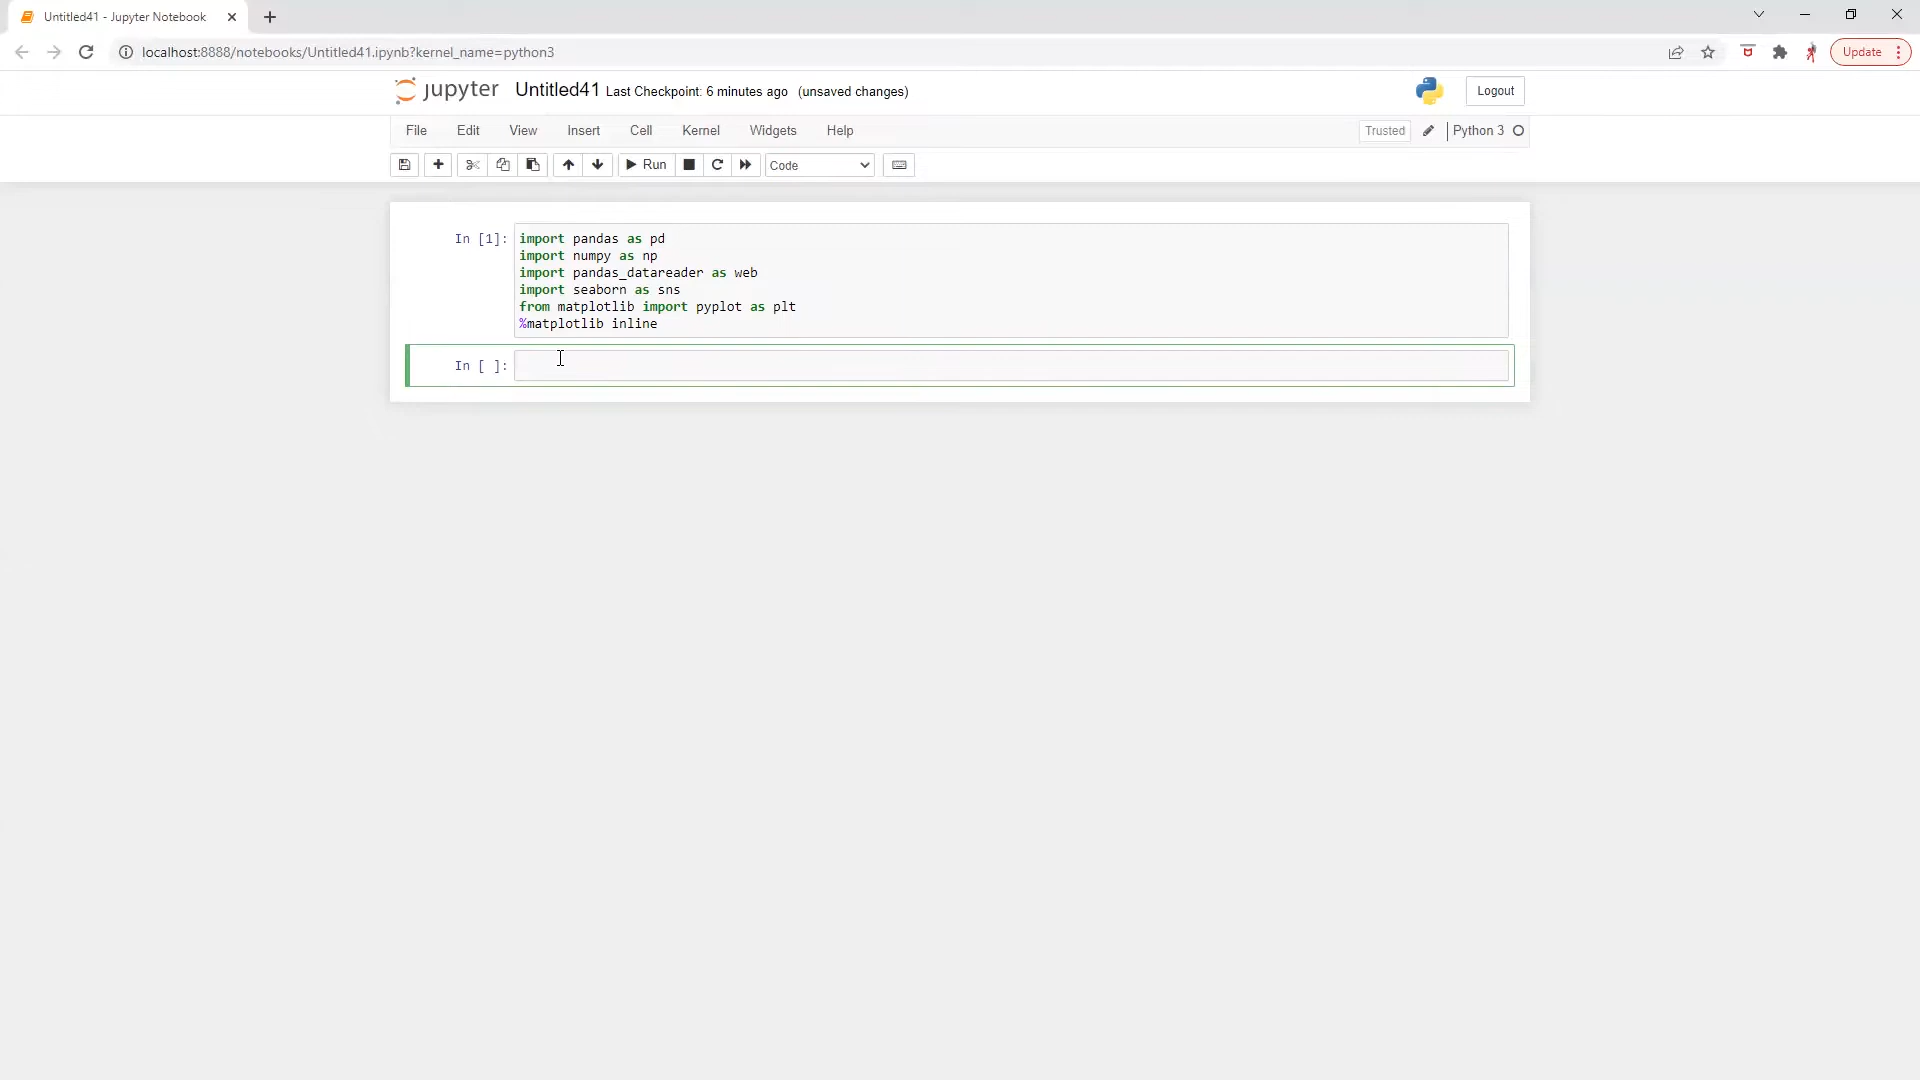 Untitled41 - Jupyter Notebook
localhost:8888/notebooks/Untitled41.ipynb?kernel_name=python3
Update
jupyter Untitled41 Last Checkpoint: 6 minutes ago (unsaved changes)
Logout
File Edit View Insert Cell Kernel Widgets Help
Trusted Python 3
Run Code
In [1]: import pandas as pd
import numpy as np
import pandas_datareader as web
import seaborn as sns
from matplotlib import pyplot as plt
%matplotlib inline
In [ ]: